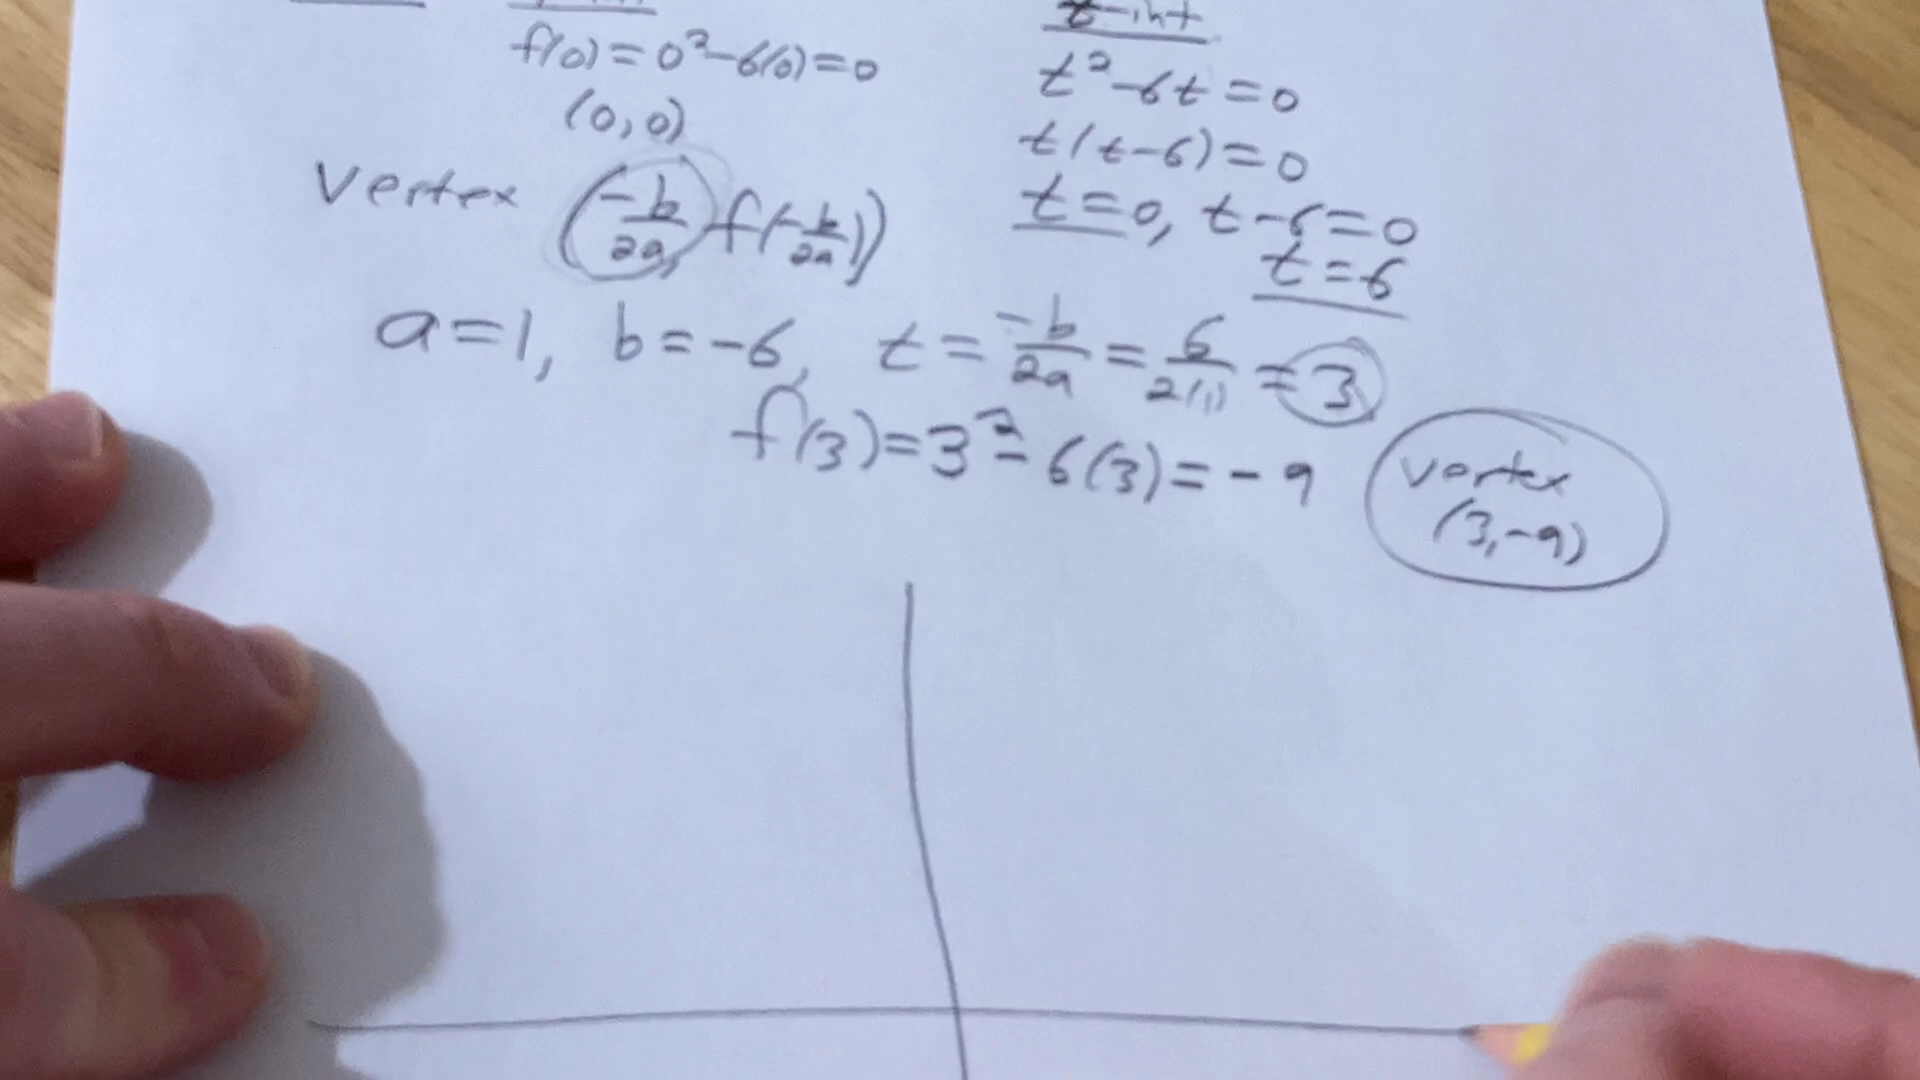 t-int
f(0)=0²-6(0)=0
(0,0)
t²-6t=0
t(t-6)=0
t=0, t-6=0
t=6
Vertex (-b/2a, f(-b/2a))
a=1, b=-6, t=-b/2a=6/2(1)=3
f(3)=3²-6(3)=-9
vertex
(3,-9)